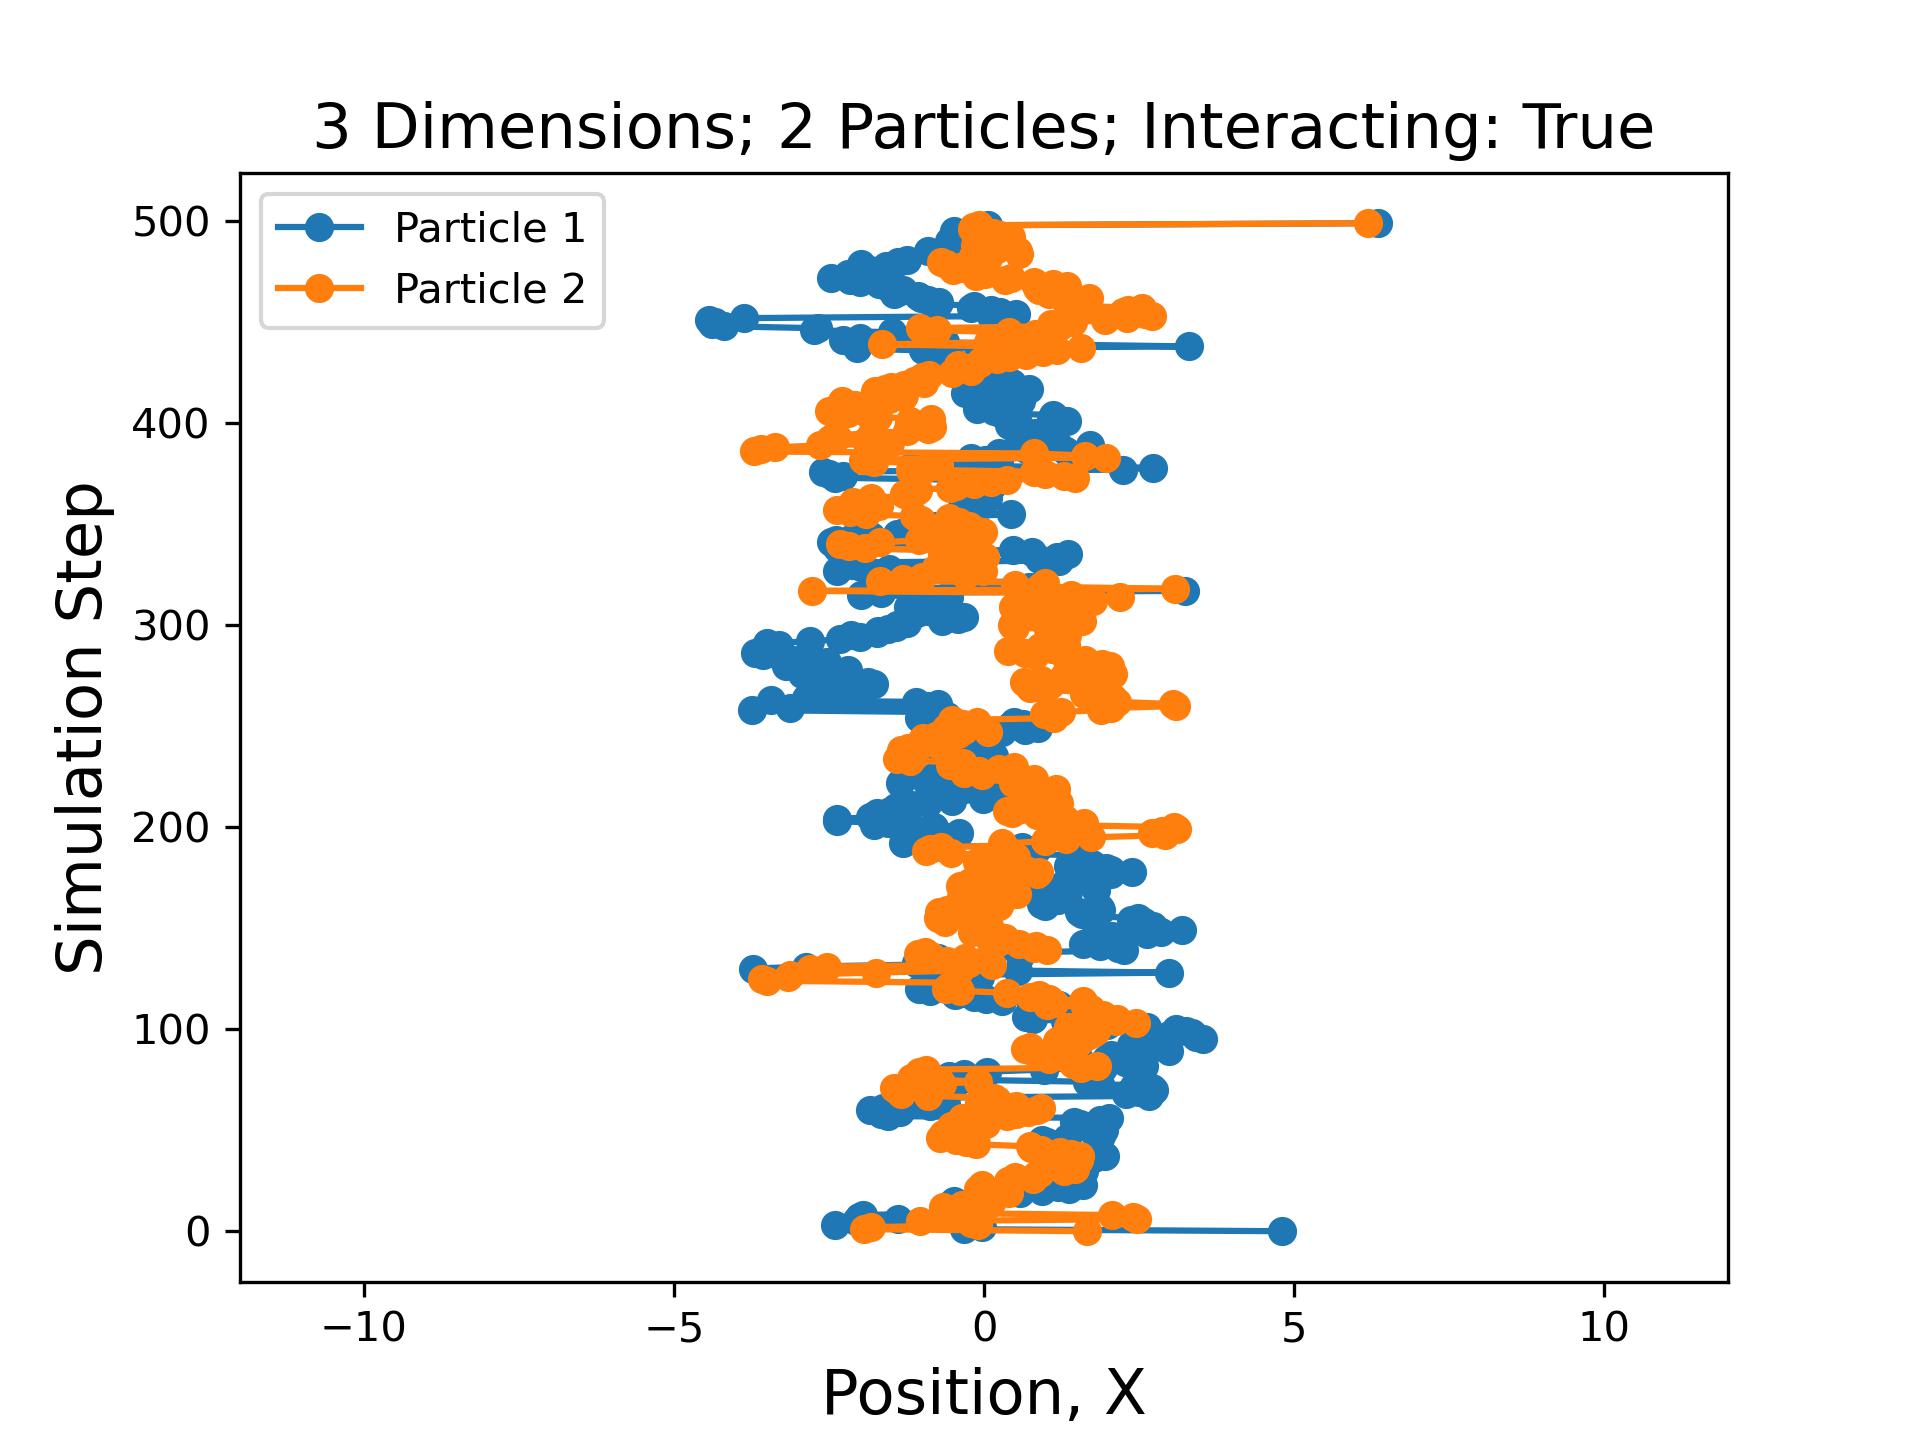 3 Dimensions; 2 Particles; Interacting: True
Particle 1
Particle 2
500
400
300
200
100
0
Simulation Step
−10
−5
0
5
10
Position, X